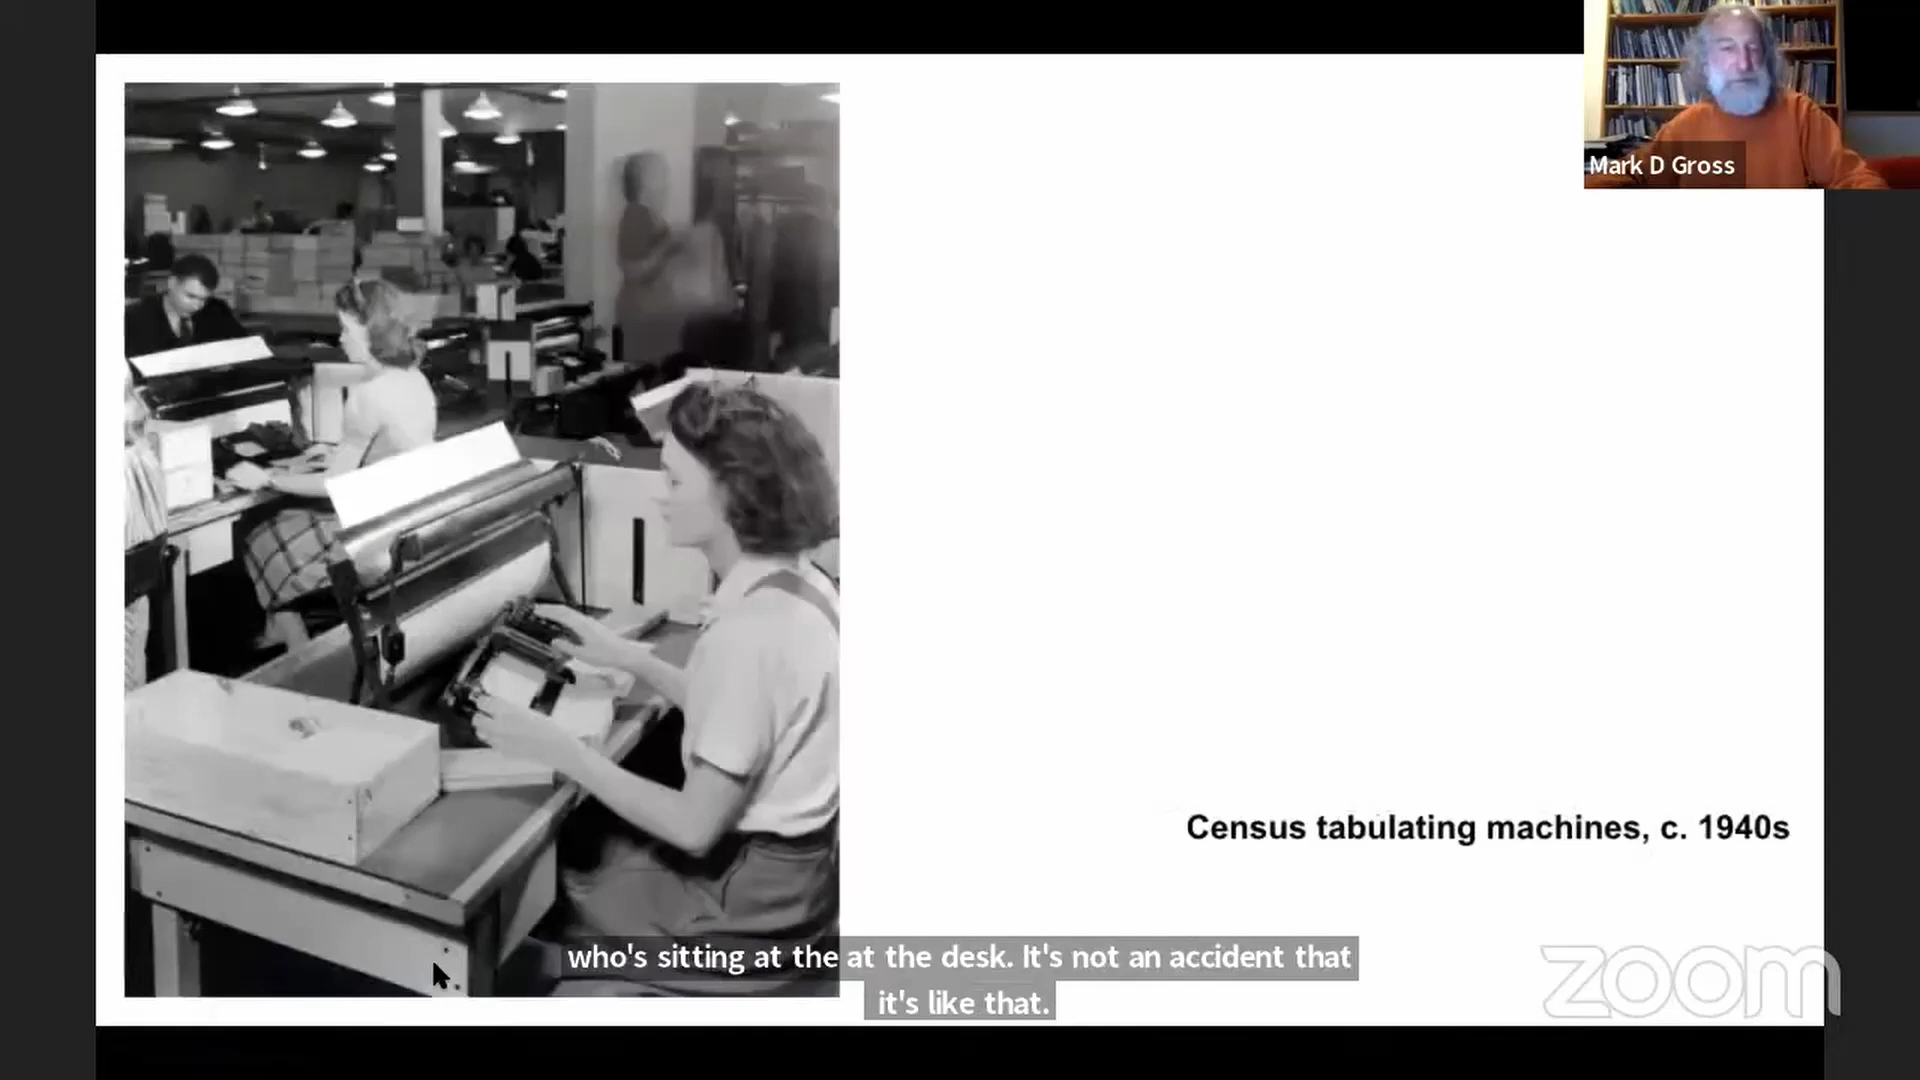 Mark D Gross
Census tabulating machines, c. 1940s
who's sitting at the at the desk. It's not an accident that
it's like that.
zoom